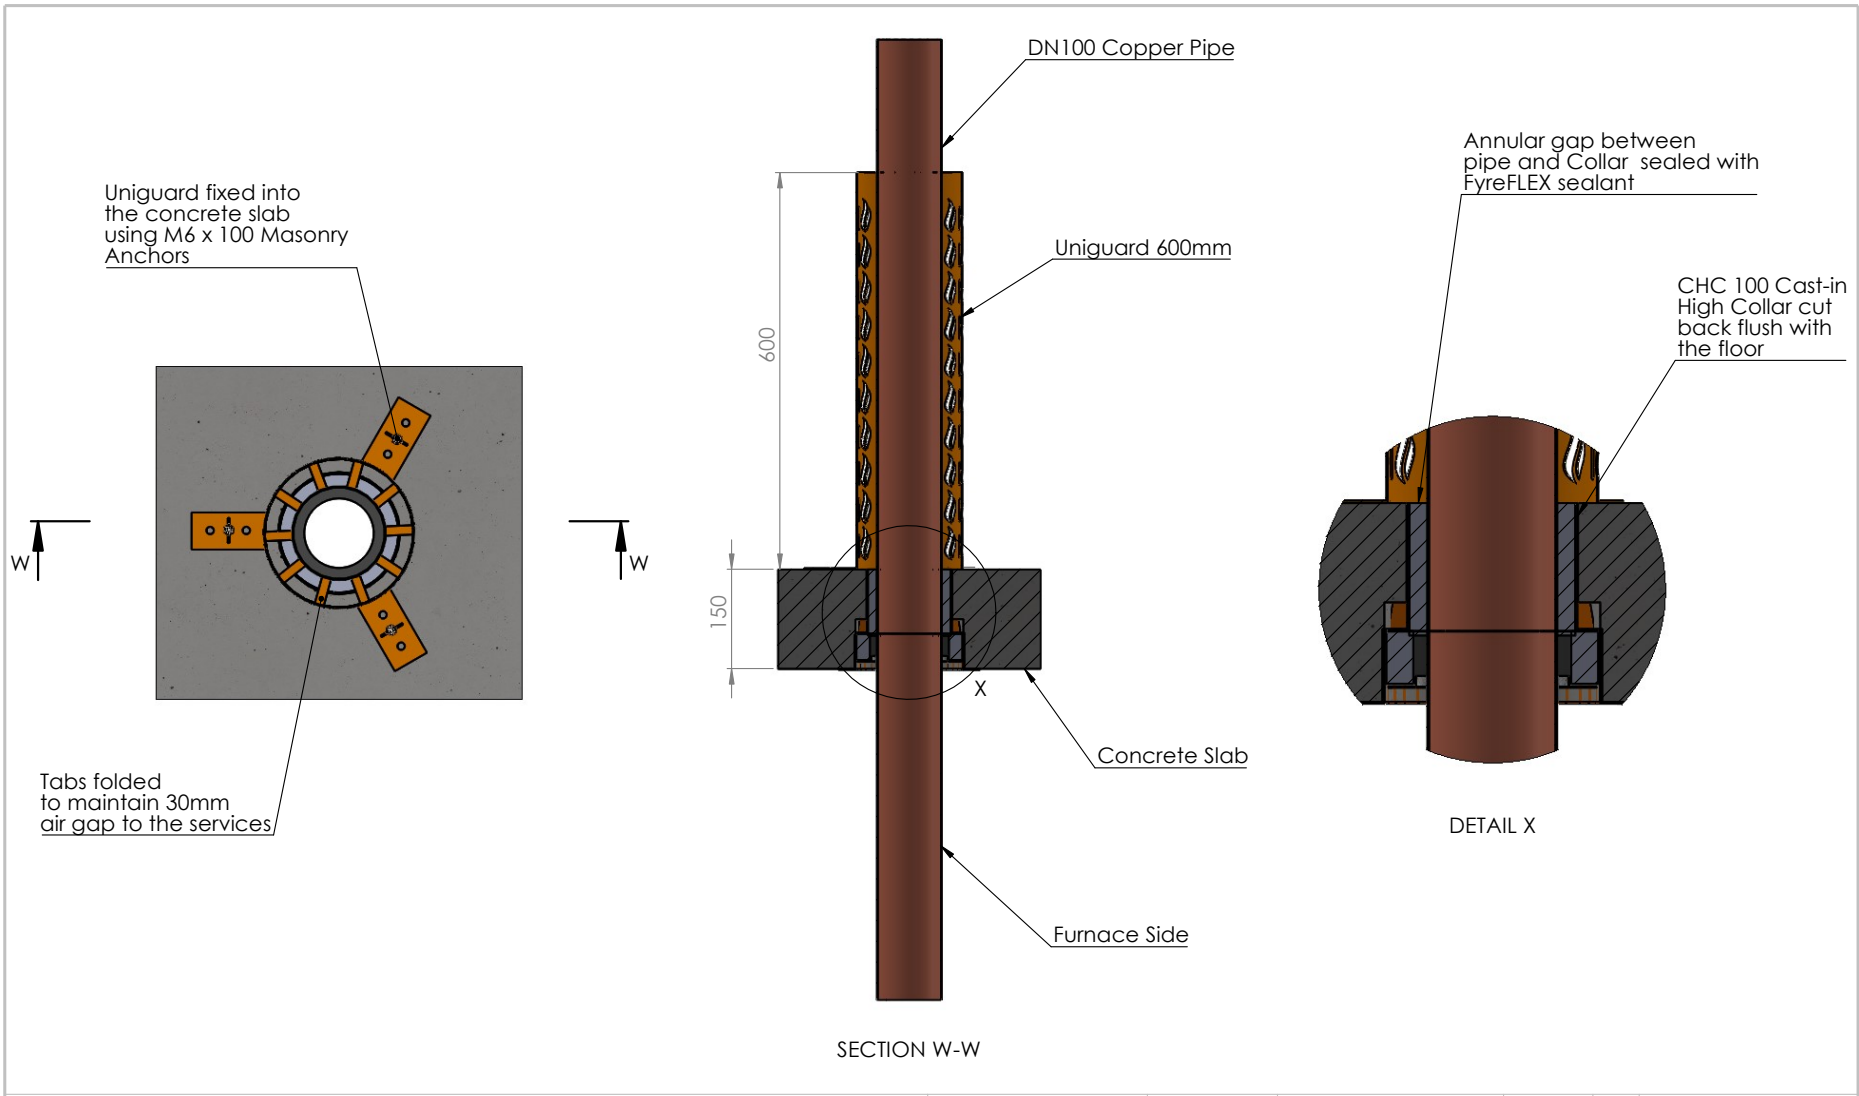 Uniguard fixed into
the concrete slab
using M6 x 100 Masonry
Anchors
W
W
Tabs folded
to maintain 30mm
air gap to the services
DN100 Copper Pipe
Uniguard 600mm
600
150
X
Concrete Slab
Furnace Side
SECTION W-W
Annular gap between
pipe and Collar sealed with
FyreFLEX sealant
CHC 100 Cast-in
High Collar cut
back flush with
the floor
DETAIL X